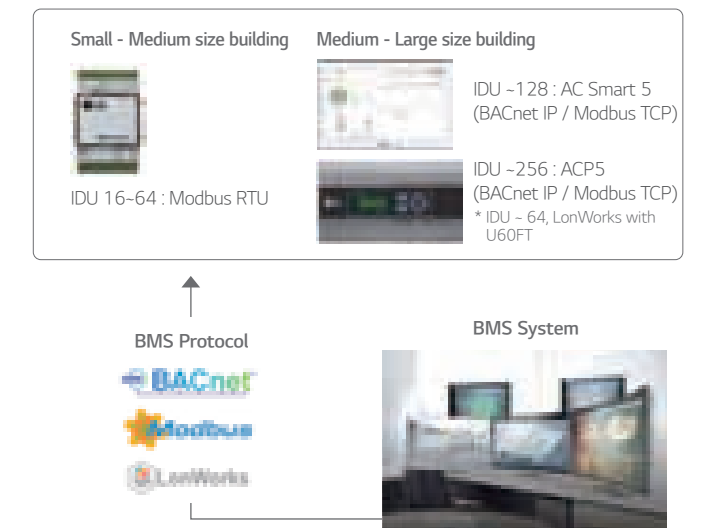 Small - Medium size building
IDU 16~64 : Modbus RTU
Medium - Large size building
IDU ~128 : AC Smart 5
(BACnet IP / Modbus TCP)
IDU ~256 : ACP5
(BACnet IP / Modbus TCP)
* IDU ~ 64, LonWorks with
U60FT
BMS Protocol
BACnet
Modbus
LonWorks
BMS System